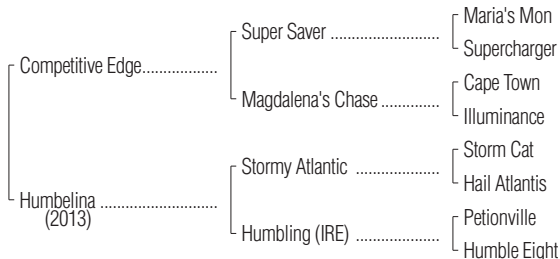 Maria's Mon
Super Saver ..........................
Supercharger
Competitive Edge..................
Cape Town
Magdalena's Chase ..............
Illuminance
Storm Cat
Stormy Atlantic ....................
Hail Atlantis
Humbelina ............................
(2013)
Petionville
Humbling (IRE) ....................
Humble Eight